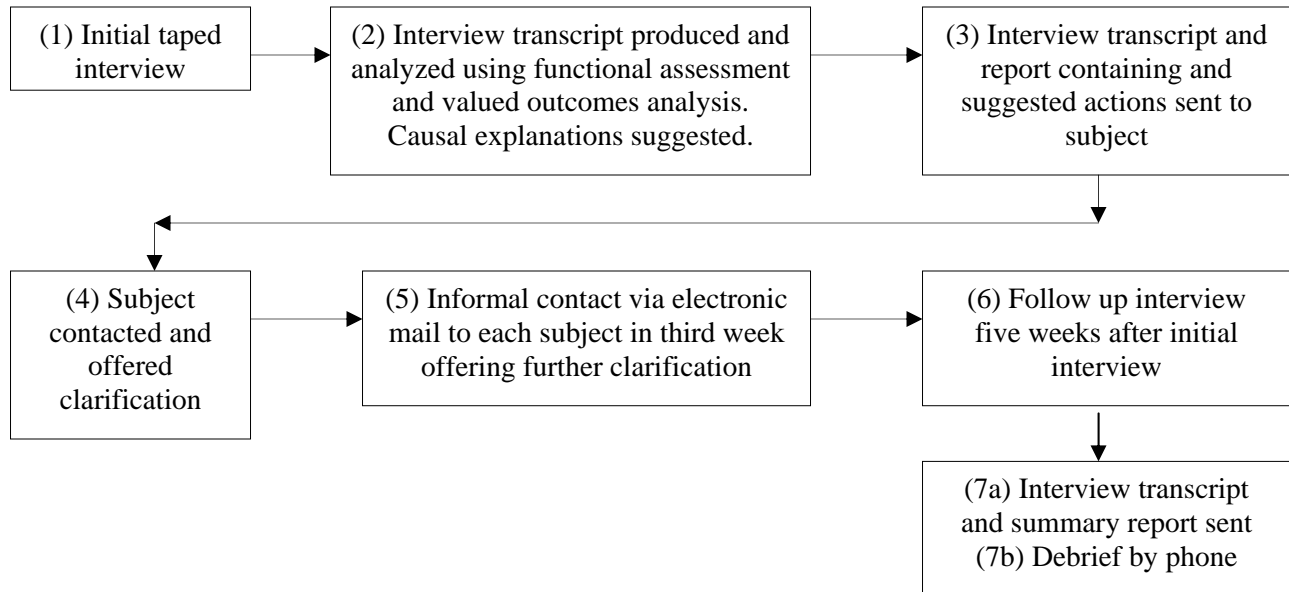 (1) Initial taped
interview
(2) Interview transcript produced and
analyzed using functional assessment
and valued outcomes analysis.
Causal explanations suggested.
(3) Interview transcript and
report containing and
suggested actions sent to
subject
(4) Subject
contacted and
offered
clarification
(5) Informal contact via electronic
mail to each subject in third week
offering further clarification
(6) Follow up interview
five weeks after initial
interview
(7a) Interview transcript
and summary report sent
(7b) Debrief by phone